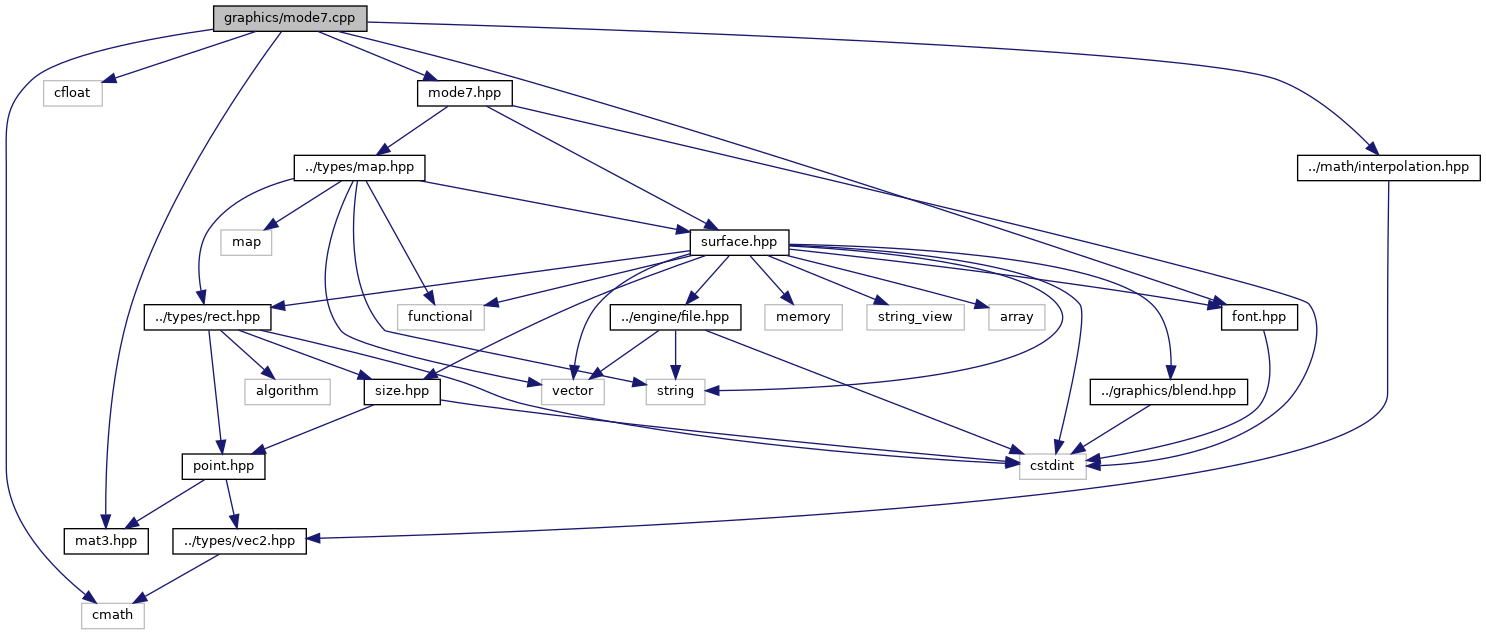 graphics/mode7.cpp
cfloat
mode7.hpp
../types/map.hpp
../math/interpolation.hpp
map
surface.hpp
../types/rect.hpp
functional
../engine/file.hpp
memory
string_view
array
font.hpp
algorithm
size.hpp
vector
string
../graphics/blend.hpp
point.hpp
cstdint
mat3.hpp
../types/vec2.hpp
cmath